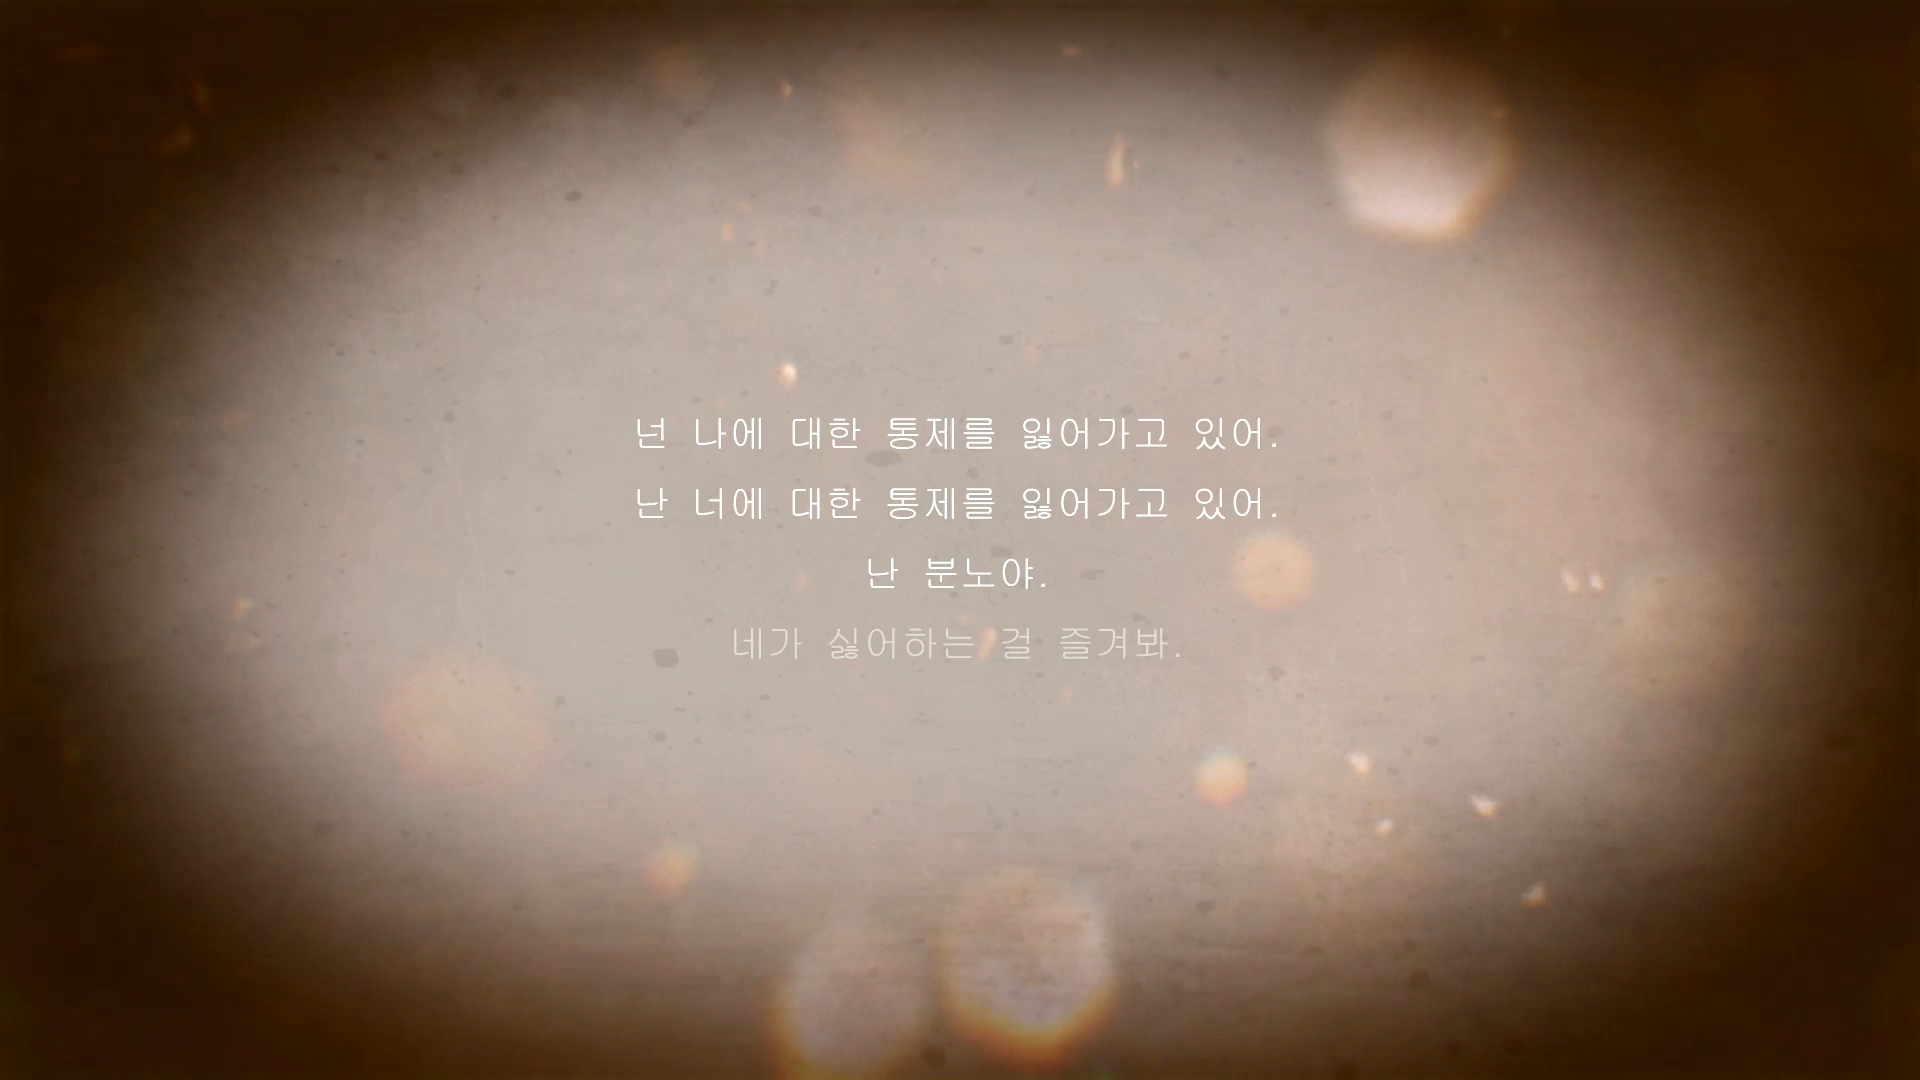 넌 나에 대한 통제를 잃어가고 있어.
난 너에 대한 통제를 잃어가고 있어.
난 분노야.
네가 싫어하는 걸 즐겨봐.